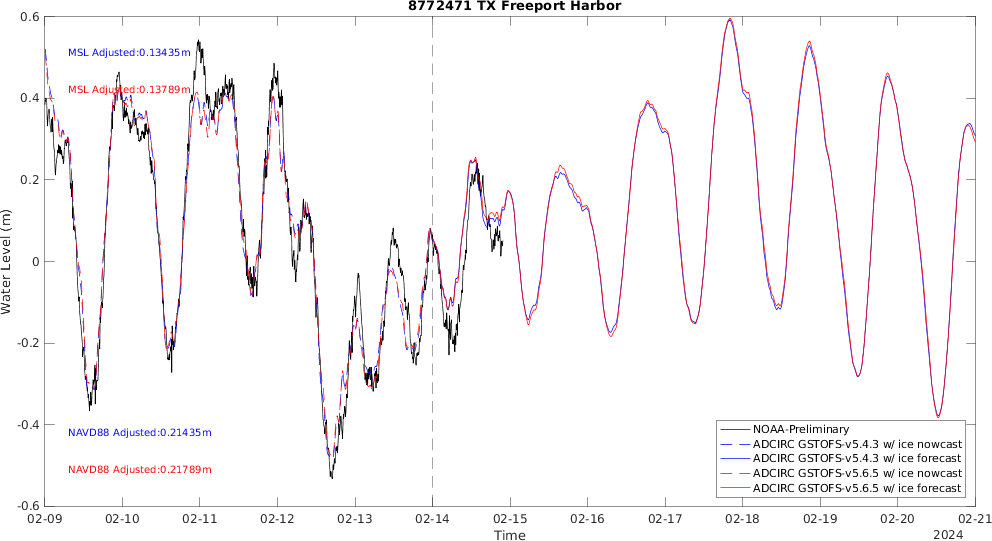 8772471 TX Freeport Harbor
MSL Adjusted:0.13435m
MSL Adjusted:0.13789m
NAVD88 Adjusted:0.21435m
NAVD88 Adjusted:0.21789m
Water Level (m)
0.6
0.4
0.2
0
-0.2
-0.4
-0.6
NOAA-Preliminary
ADCIRC GSTOFS-v5.4.3 w/ ice nowcast
ADCIRC GSTOFS-v5.4.3 w/ ice forecast
ADCIRC GSTOFS-v5.6.5 w/ ice nowcast
ADCIRC GSTOFS-v5.6.5 w/ ice forecast
02-09 02-10 02-11 02-12 02-13 02-14 02-15 02-16 02-17 02-18 02-19 02-20 02-21
Time
2024